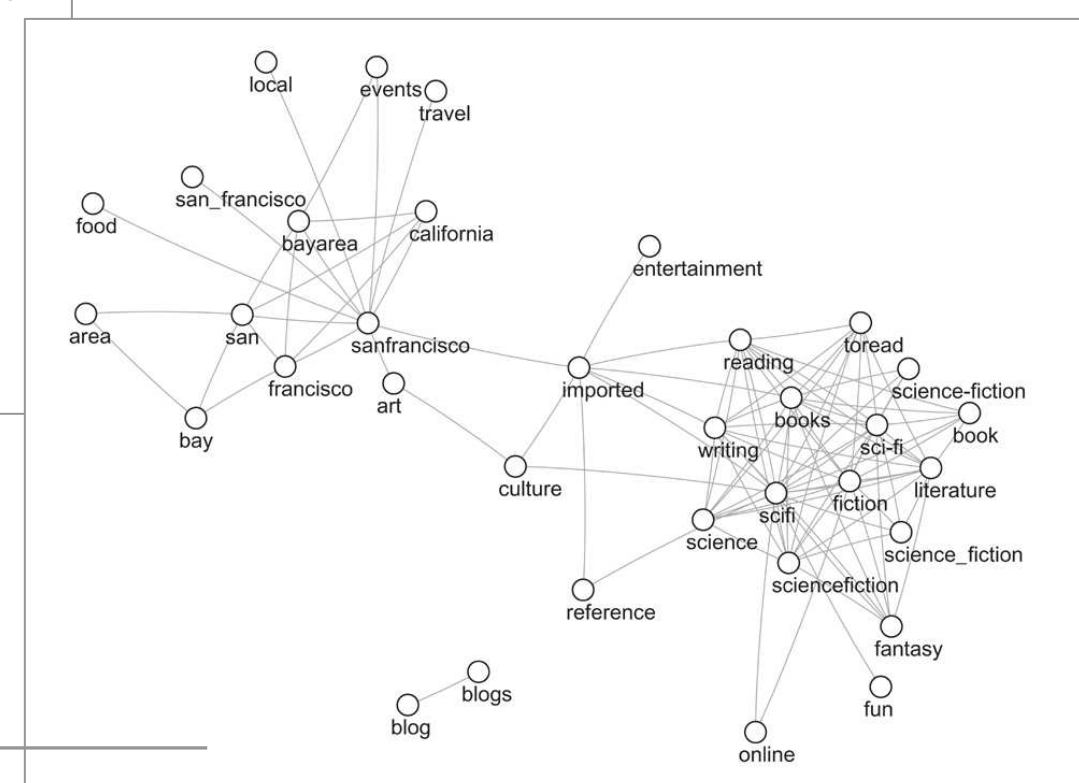 local
events
travel
san_francisco
food
bayarea
california
entertainment
area
san
sanfrancisco
toread
reading
francisco
imported
science-fiction
art
books
book
bay
writing
sci-fi
culture
literature
fiction
scifi
science
science_fiction
sciencefiction
reference
fantasy
blogs
fun
blog
online